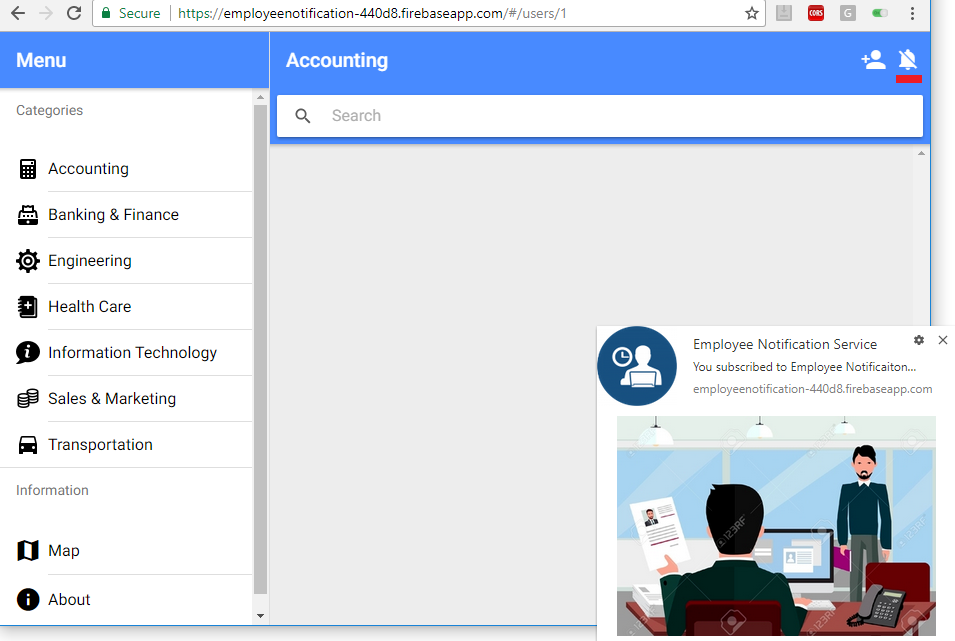 Secure
https://employeenotification-440d8.firebaseapp.com/#/users/1
CORS
G
Menu
Accounting
Search
Categories
Accounting
Banking & Finance
Engineering
Health Care
Information Technology
Sales & Marketing
Transportation
Information
Map
About
Employee Notification Service
You subscribed to Employee Notificaiton...
employeenotification-440d8.firebaseapp.com
123RF
123RF
123RF